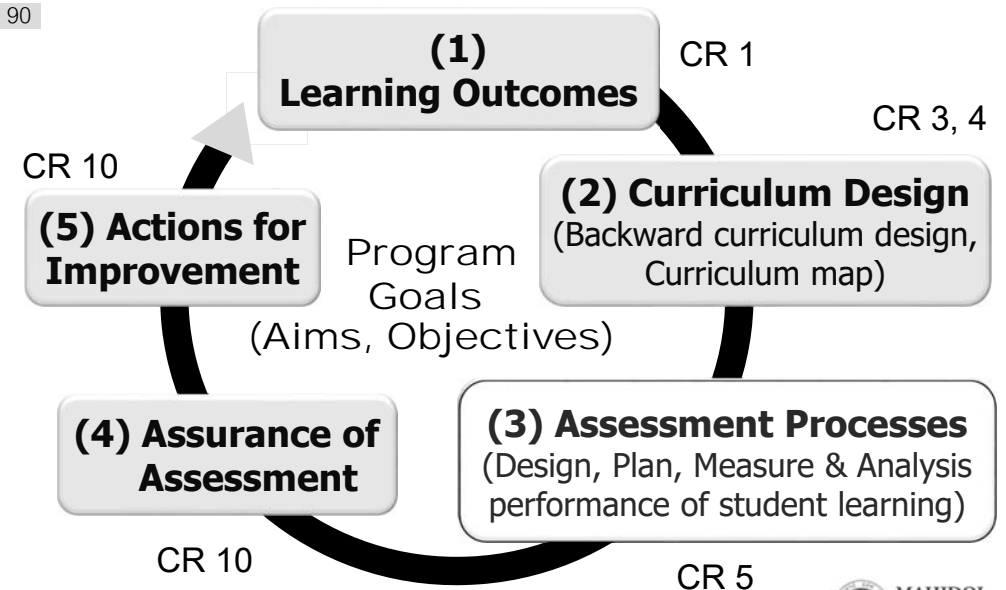 90
(1)
Learning Outcomes
CR 1
CR 3, 4
(2) Curriculum Design
(Backward curriculum design,
Curriculum map)
CR 10
(5) Actions for
Improvement
Program
Goals
(Aims, Objectives)
(3) Assessment Processes
(Design, Plan, Measure & Analysis
performance of student learning)
(4) Assurance of
Assessment
CR 10
CR 5